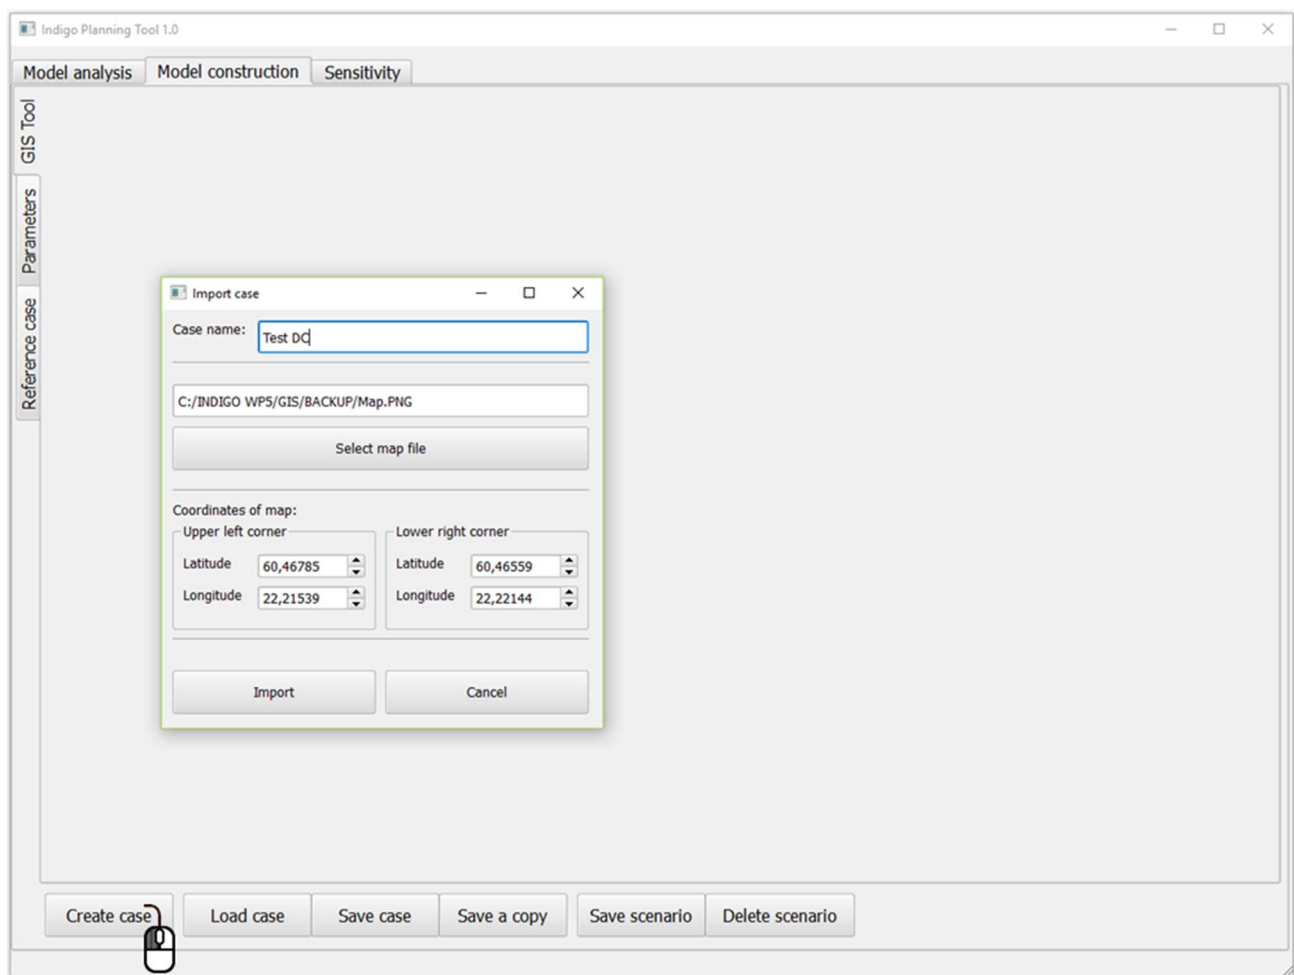 Indigo Planning Tool 1.0
Model analysis Model construction Sensitivity
GIS Tool
Parameters
Reference case
Import case
Case name: Test DC
C:/INDIGO WP5/GIS/BACKUP/Map.PNG
Select map file
Coordinates of map:
Upper left corner Lower right corner
Latitude 60,46785 Latitude 60,46559
Longitude 22,21539 Longitude 22,22144
Import Cancel
Create case Load case Save case Save a copy Save scenario Delete scenario